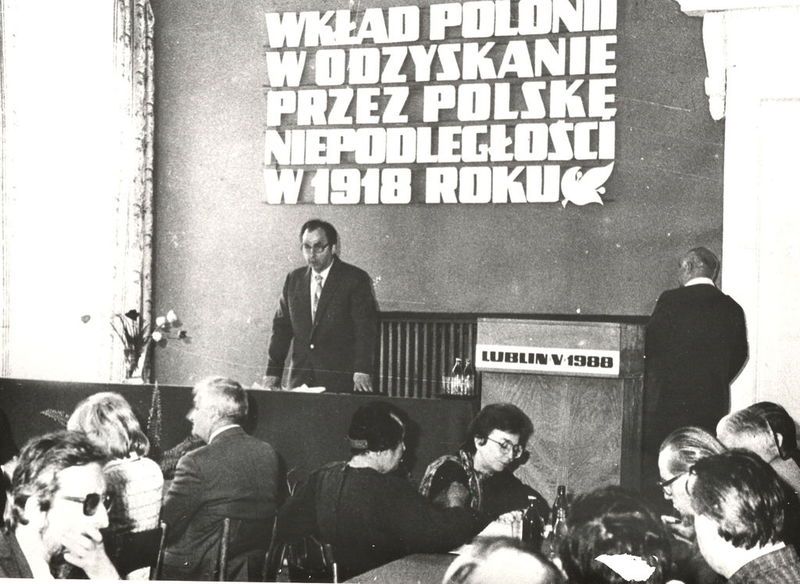 WKŁAD POLONII
W ODZYSKANIE
PRZEZ POLSKĘ
NIEPODLEGŁOŚCI
W 1918 ROKU
LUBLIN V-1988